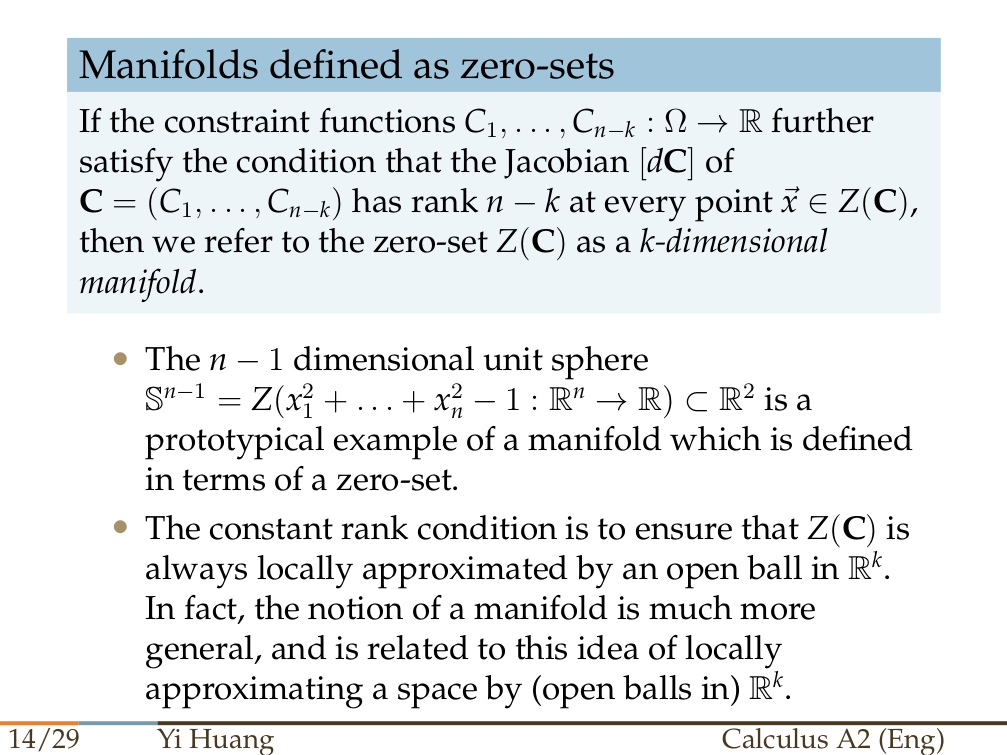 Manifolds defined as zero-sets
If the constraint functions C₁, . . . , Cₙ₋ₖ : Ω → ℝ further
satisfy the condition that the Jacobian [dC] of
C = (C₁, . . . , Cₙ₋ₖ) has rank n − k at every point x⃗ ∈ Z(C),
then we refer to the zero-set Z(C) as a k-dimensional
manifold.
• The n − 1 dimensional unit sphere
𝕊ⁿ⁻¹ = Z(x₁² + . . . + xₙ² − 1 : ℝⁿ → ℝ) ⊂ ℝ² is a
prototypical example of a manifold which is defined
in terms of a zero-set.
• The constant rank condition is to ensure that Z(C) is
always locally approximated by an open ball in ℝᵏ.
In fact, the notion of a manifold is much more
general, and is related to this idea of locally
approximating a space by (open balls in) ℝᵏ.
14/29 Yi Huang Calculus A2 (Eng)